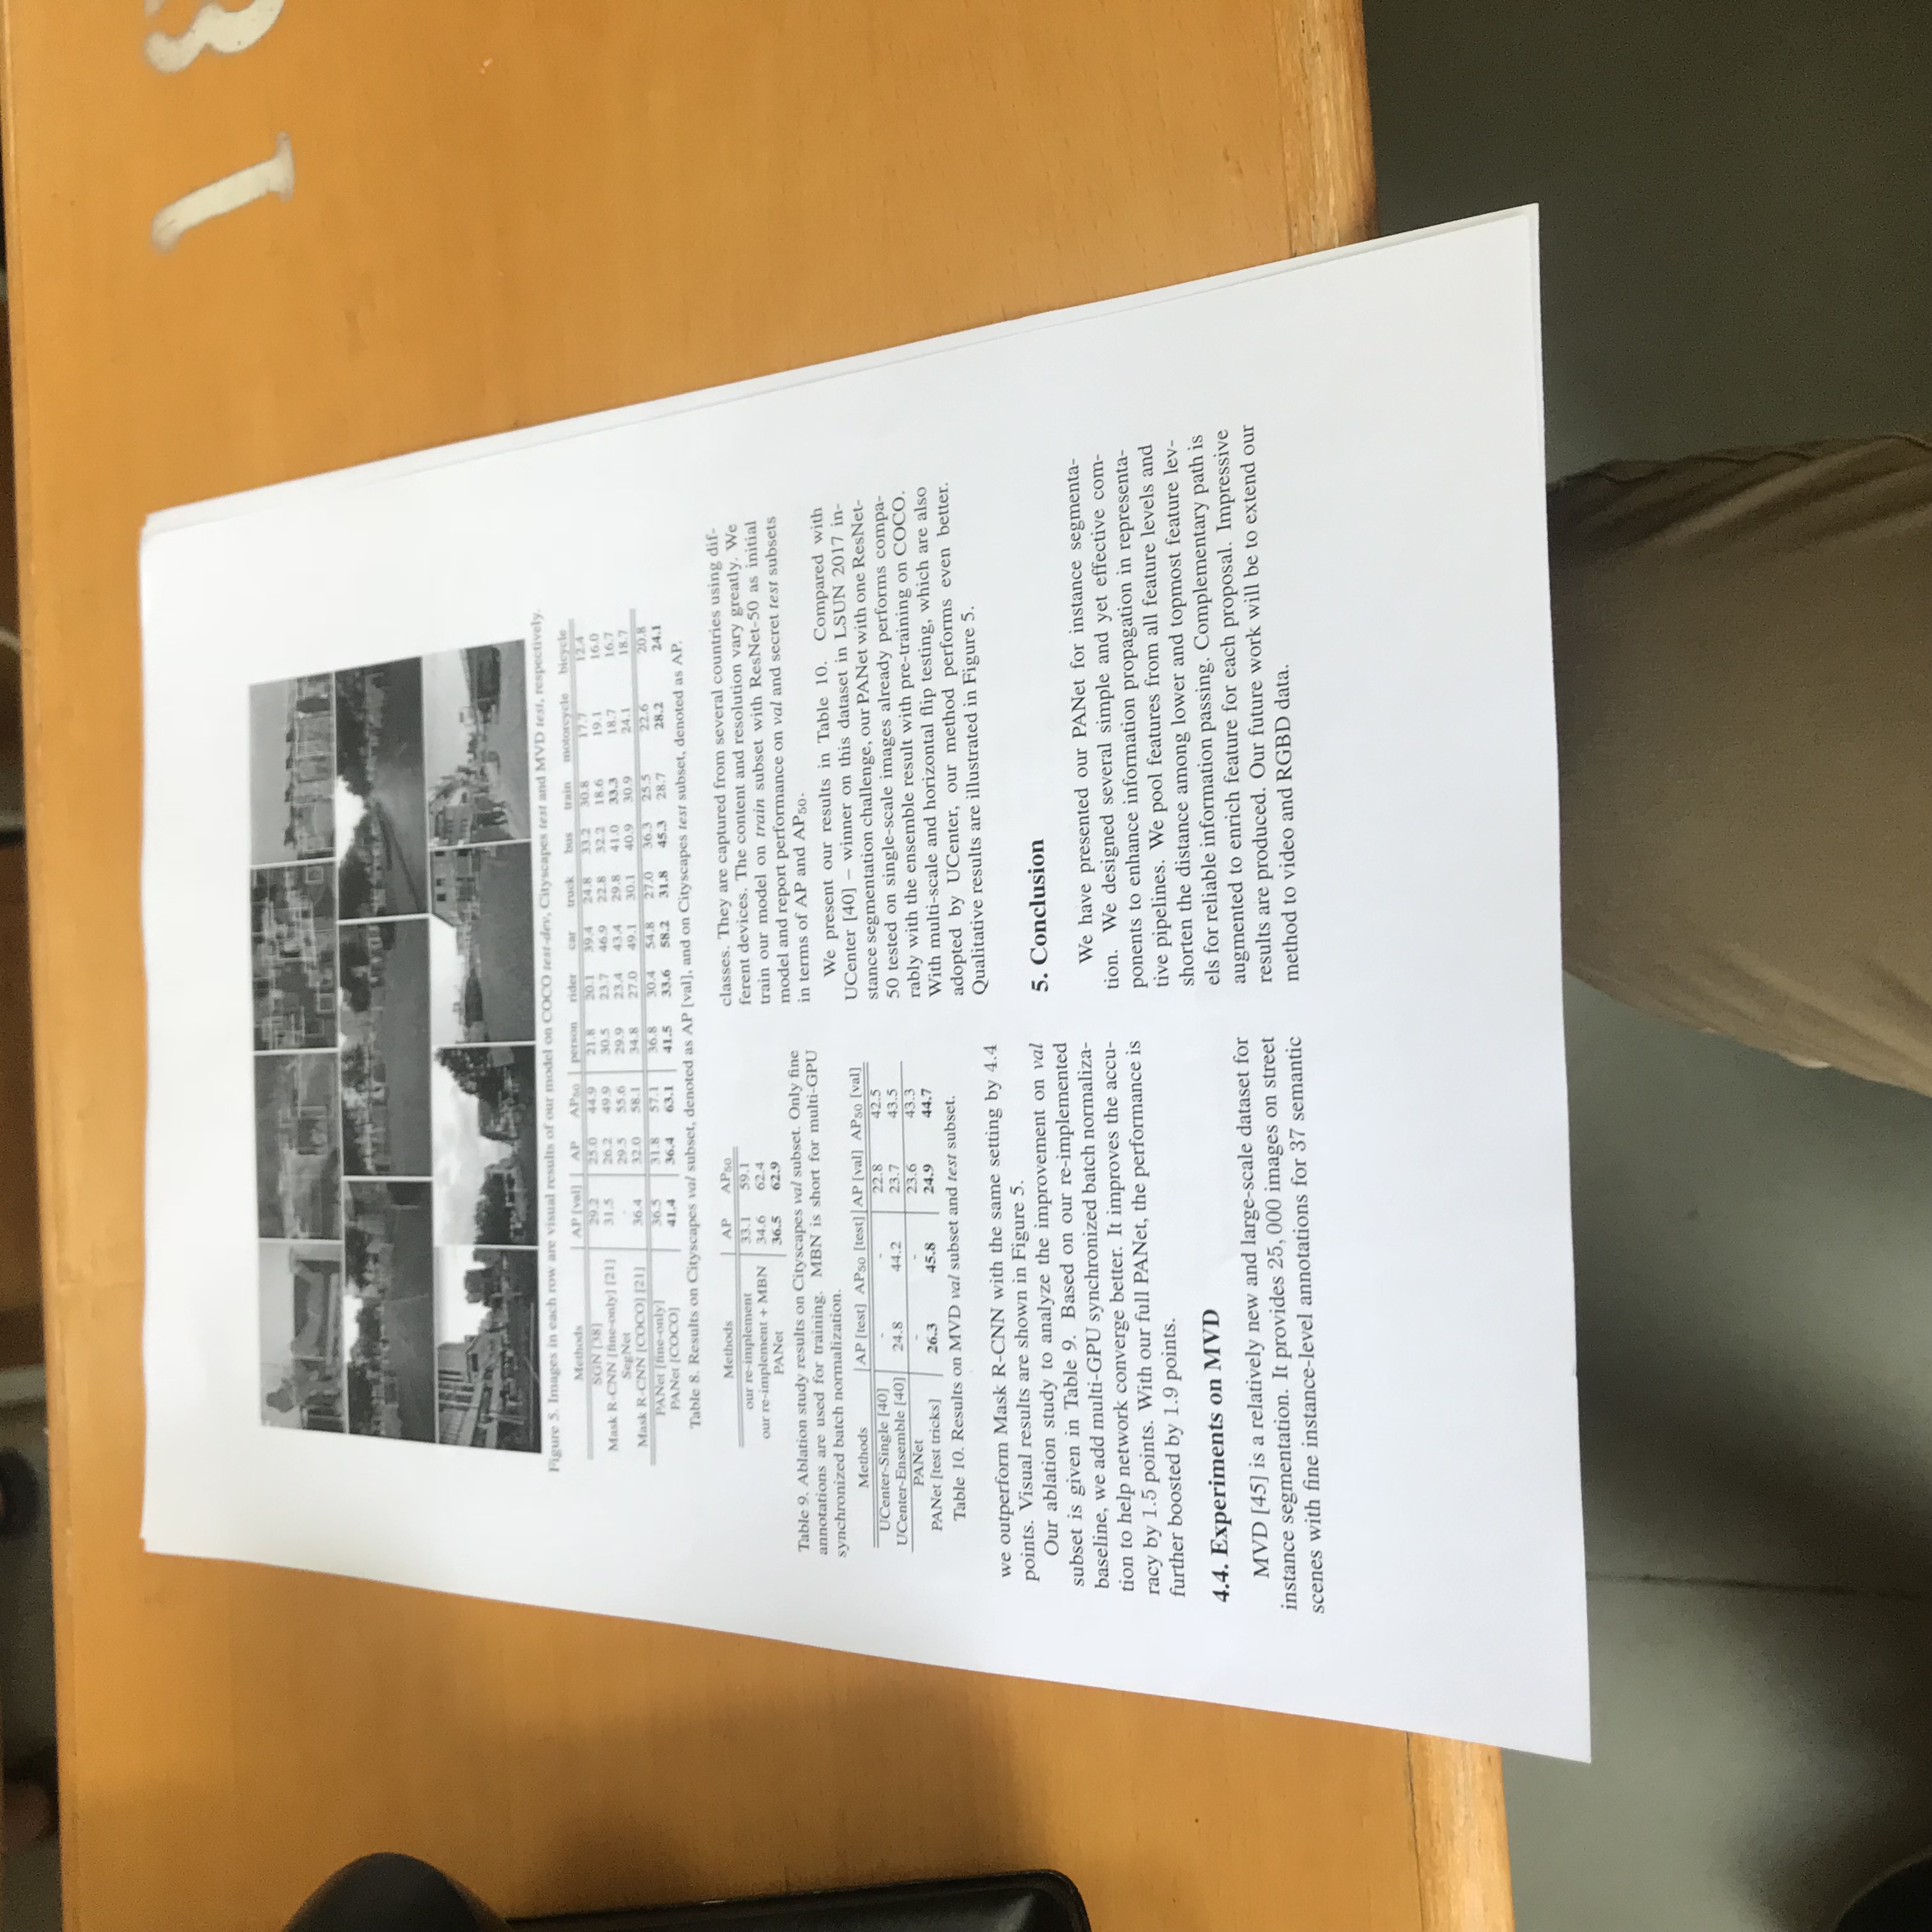 18
Figure 5. Images in each row are visual results of our model on COCO test-dev, Cityscapes test and MVD test, respectively.
Methods AP [val] AP AP50 person rider car truck bus train motorcycle bicycle
SGN [38] 29.2 25.0 44.9 21.8 20.1 39.4 24.8 33.2 30.8 17.7 12.4
Mask R-CNN [fine-only] [21] 31.5 26.2 49.9 30.5 23.7 46.9 22.8 32.2 18.6 19.1 16.0
SegNet - 29.5 55.6 29.9 23.4 43.4 29.8 41.0 33.3 18.7 16.7
Mask R-CNN [COCO] [21] 36.4 32.0 58.1 34.8 27.0 49.1 30.1 40.9 30.9 24.1 18.7
PANet [fine-only] 36.5 31.8 57.1 36.8 30.4 54.8 27.0 36.3 25.5 22.6 20.8
PANet [COCO] 41.4 36.4 63.1 41.5 33.6 58.2 31.8 45.3 28.7 28.2 24.1
Table 8. Results on Cityscapes val subset, denoted as AP [val], and on Cityscapes test subset, denoted as AP.
Methods AP AP50
our re-implement 33.1 59.1
our re-implement + MBN 34.6 62.4
PANet 36.5 62.9
Table 9. Ablation study results on Cityscapes val subset. Only fine
annotations are used for training. MBN is short for multi-GPU
synchronized batch normalization.
Methods AP [test] AP50 [test] AP [val] AP50 [val]
UCenter-Single [40] - - 22.8 42.5
UCenter-Ensemble [40] 24.8 44.2 23.7 43.5
PANet - - 23.6 43.3
PANet [test tricks] 26.3 45.8 24.9 44.7
Table 10. Results on MVD val subset and test subset.
we outperform Mask R-CNN with the same setting by 4.4
points. Visual results are shown in Figure 5.
Our ablation study to analyze the improvement on val
subset is given in Table 9. Based on our re-implemented
baseline, we add multi-GPU synchronized batch normaliza-
tion to help network converge better. It improves the accu-
racy by 1.5 points. With our full PANet, the performance is
further boosted by 1.9 points.
4.4. Experiments on MVD
MVD [45] is a relatively new and large-scale dataset for
instance segmentation. It provides 25, 000 images on street
scenes with fine instance-level annotations for 37 semantic
classes. They are captured from several countries using dif-
ferent devices. The content and resolution vary greatly. We
train our model on train subset with ResNet-50 as initial
model and report performance on val and secret test subsets
in terms of AP and AP50.
We present our results in Table 10. Compared with
UCenter [40] – winner on this dataset in LSUN 2017 in-
stance segmentation challenge, our PANet with one ResNet-
50 tested on single-scale images already performs compa-
rably with the ensemble result with pre-training on COCO.
With multi-scale and horizontal flip testing, which are also
adopted by UCenter, our method performs even better.
Qualitative results are illustrated in Figure 5.
5. Conclusion
We have presented our PANet for instance segmenta-
tion. We designed several simple and yet effective com-
ponents to enhance information propagation in representa-
tive pipelines. We pool features from all feature levels and
shorten the distance among lower and topmost feature lev-
els for reliable information passing. Complementary path is
augmented to enrich feature for each proposal. Impressive
results are produced. Our future work will be to extend our
method to video and RGBD data.